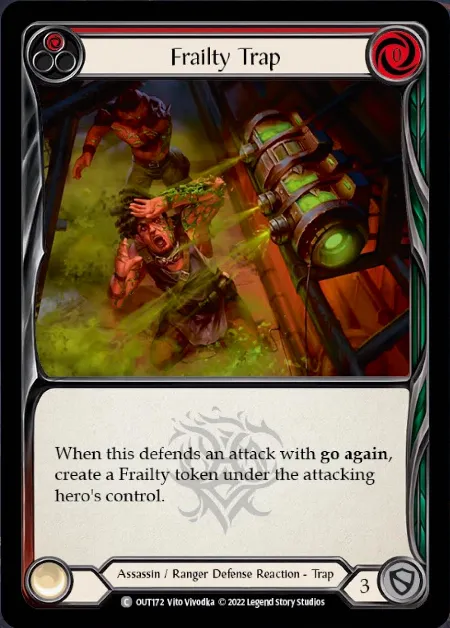 Frailty Trap
0
When this defends an attack with go again,
create a Frailty token under the attacking
hero's control.
Assassin / Ranger Defense Reaction - Trap
3
C OUT172 Vito Vivodka © 2022 Legend Story Studios